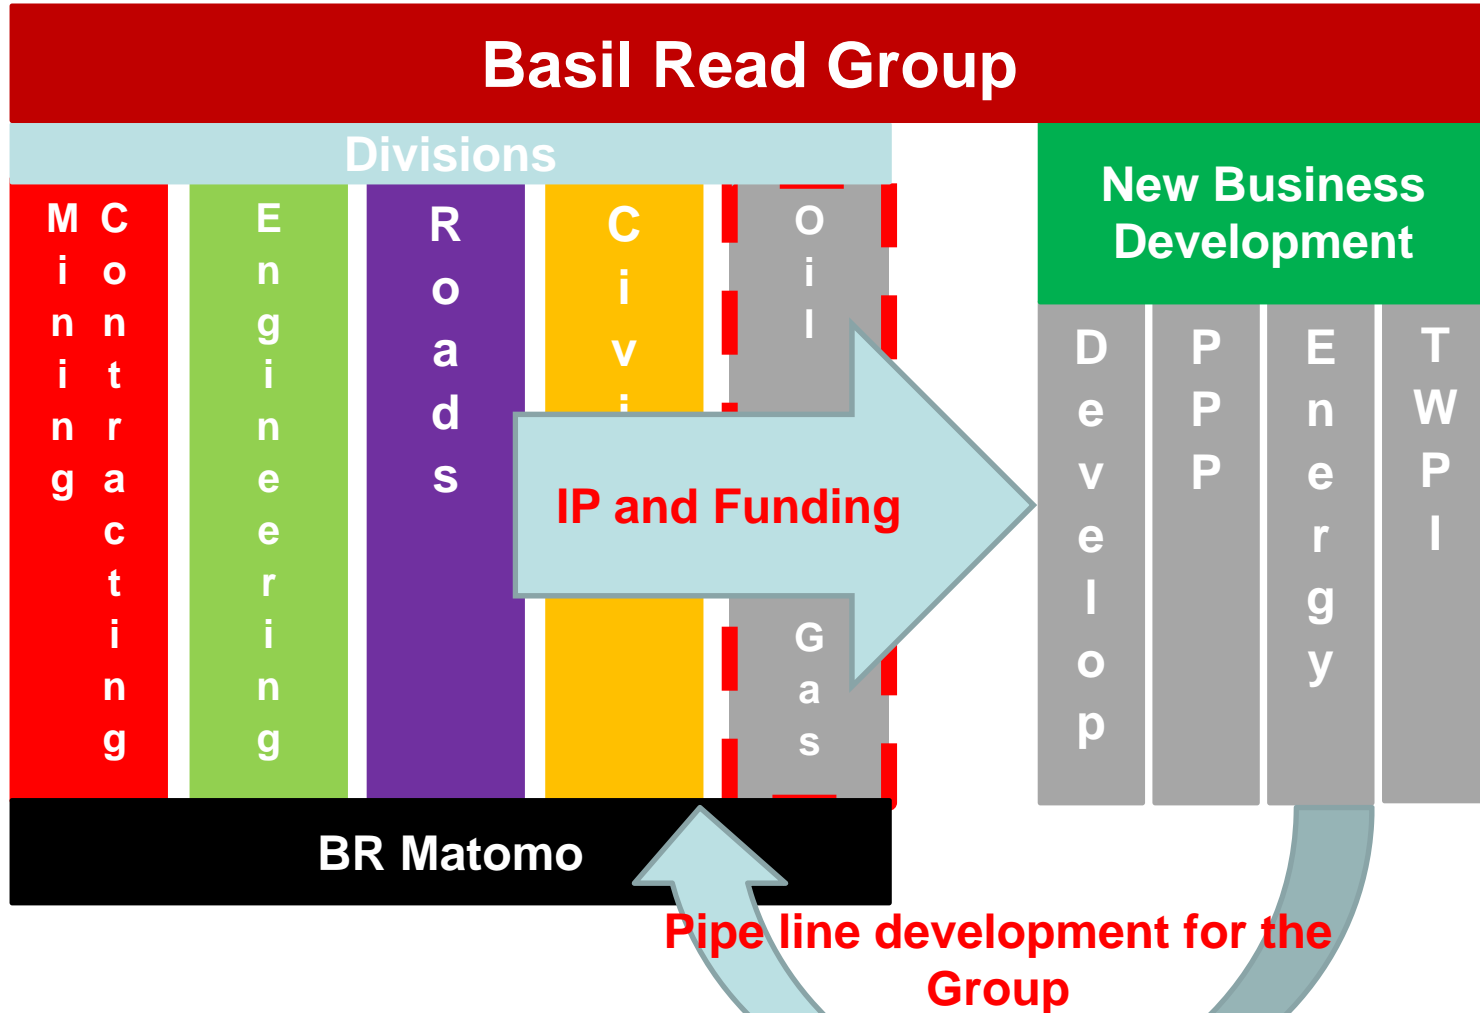 Basil Read Group
Divisions
New Business
Development
Mining
Contracting
Engineering
Roads
Civi
Oil
Gas
IP and Funding
Develop
PPP
Energy
TWPI
BR Matomo
Pipe line development for the
Group